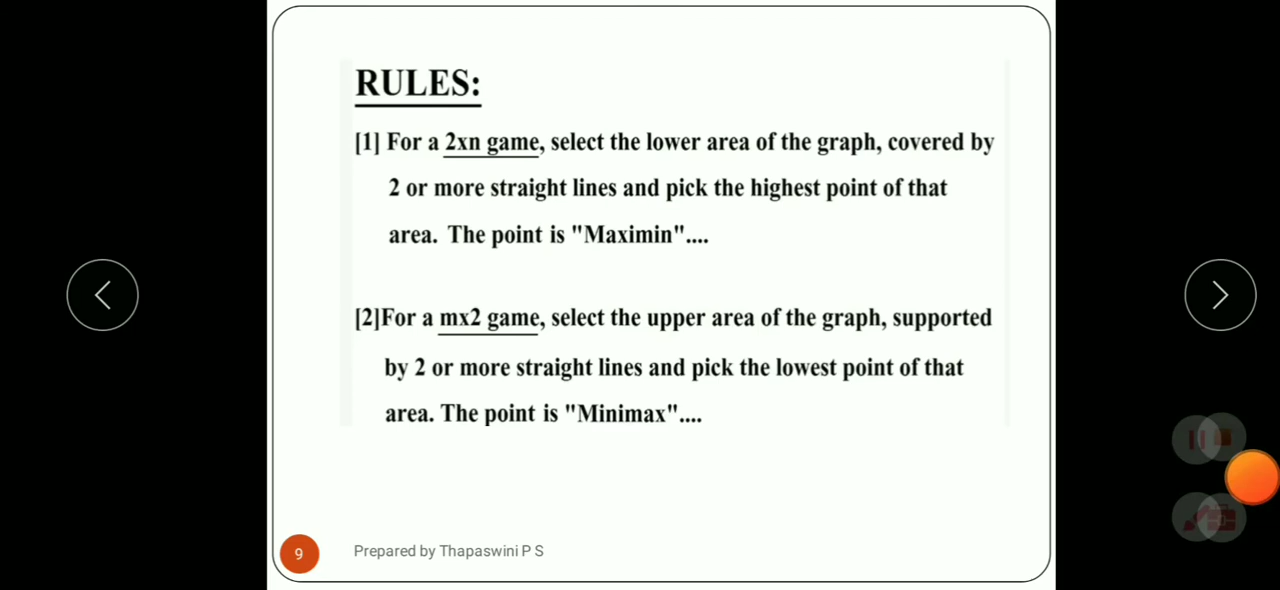 RULES:
[1] For a 2xn game, select the lower area of the graph, covered by
2 or more straight lines and pick the highest point of that
area. The point is "Maximin"....
[2]For a mx2 game, select the upper area of the graph, supported
by 2 or more straight lines and pick the lowest point of that
area. The point is "Minimax"....
9 Prepared by Thapaswini P S